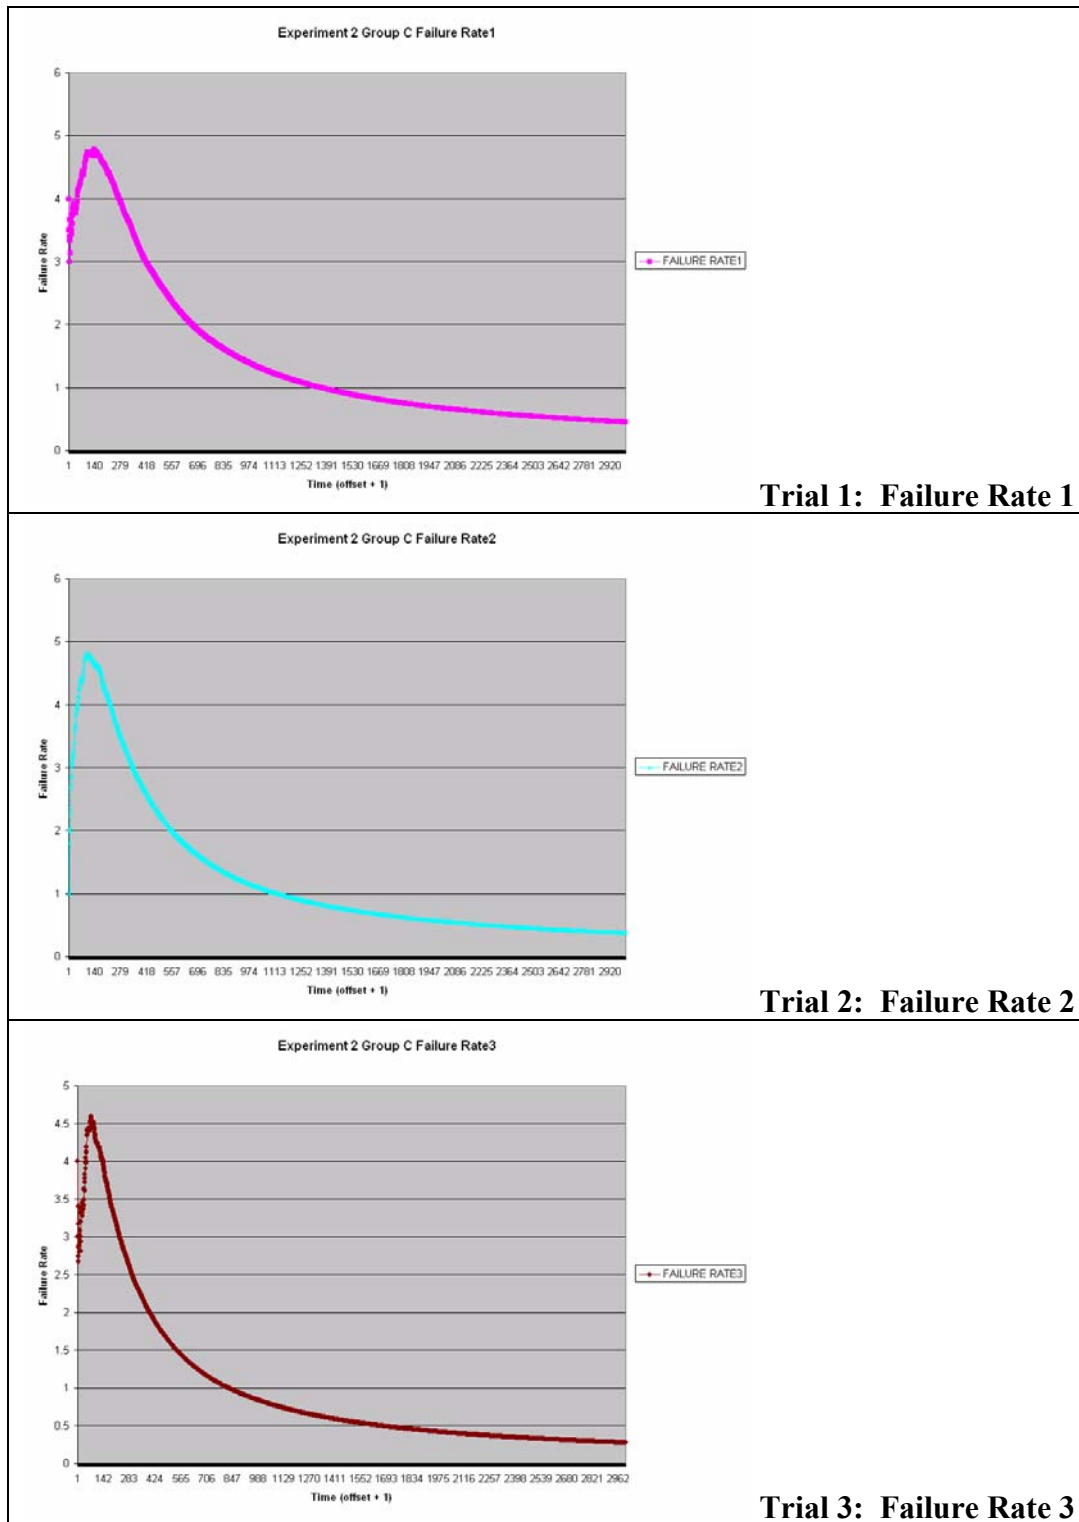 Experiment 2 Group C Failure Rate1
6
5
4
3
2
1
0
Failure Rate
FAILURE RATE1
1 140 279 418 557 696 835 974 1113 1252 1391 1530 1669 1808 1947 2086 2225 2364 2503 2642 2781 2920
Time (offset + 1)
Trial 1: Failure Rate 1
Experiment 2 Group C Failure Rate2
6
5
4
3
2
1
0
Failure Rate
FAILURE RATE2
1 140 279 418 557 696 835 974 1113 1252 1391 1530 1669 1808 1947 2086 2225 2364 2503 2642 2781 2920
Time (offset + 1)
Trial 2: Failure Rate 2
Experiment 2 Group C Failure Rate3
5
4.5
4
3.5
3
2.5
2
1.5
1
0.5
0
Failure Rate
FAILURE RATE3
1 142 283 424 565 706 847 988 1129 1270 1411 1552 1693 1834 1975 2116 2257 2398 2539 2680 2821 2962
Time (offset + 1)
Trial 3: Failure Rate 3